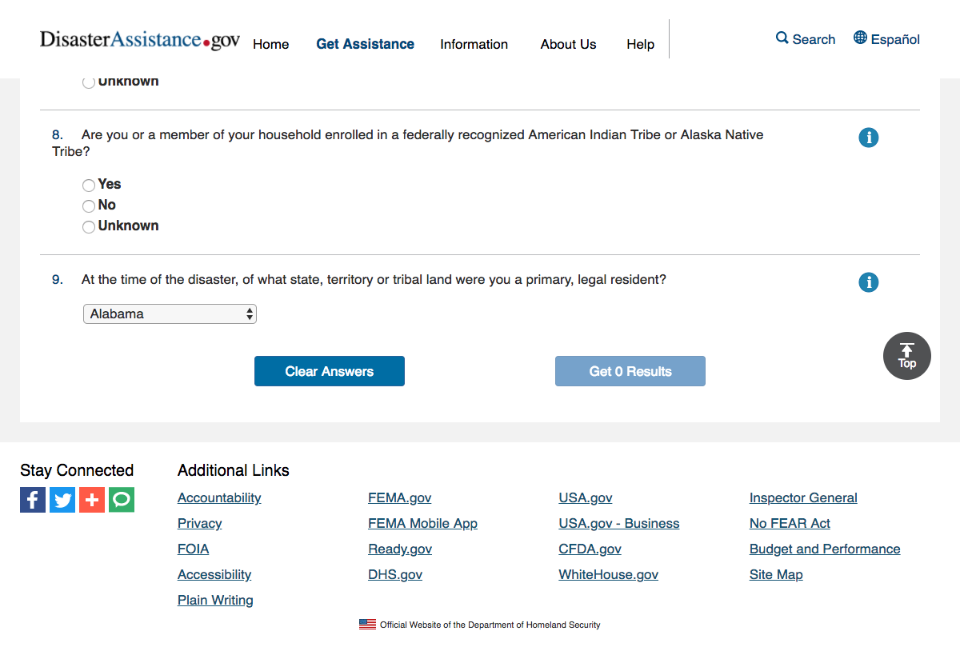 DisasterAssistance.gov
Home Get Assistance Information About Us Help
Search Español
Unknown
8. Are you or a member of your household enrolled in a federally recognized American Indian Tribe or Alaska Native
Tribe?
Yes
No
Unknown
9. At the time of the disaster, of what state, territory or tribal land were you a primary, legal resident?
Alabama
Clear Answers Get 0 Results
Top
Stay Connected
Additional Links
Accountability FEMA.gov USA.gov Inspector General
Privacy FEMA Mobile App USA.gov - Business No FEAR Act
FOIA Ready.gov CFDA.gov Budget and Performance
Accessibility DHS.gov WhiteHouse.gov Site Map
Plain Writing
Official Website of the Department of Homeland Security